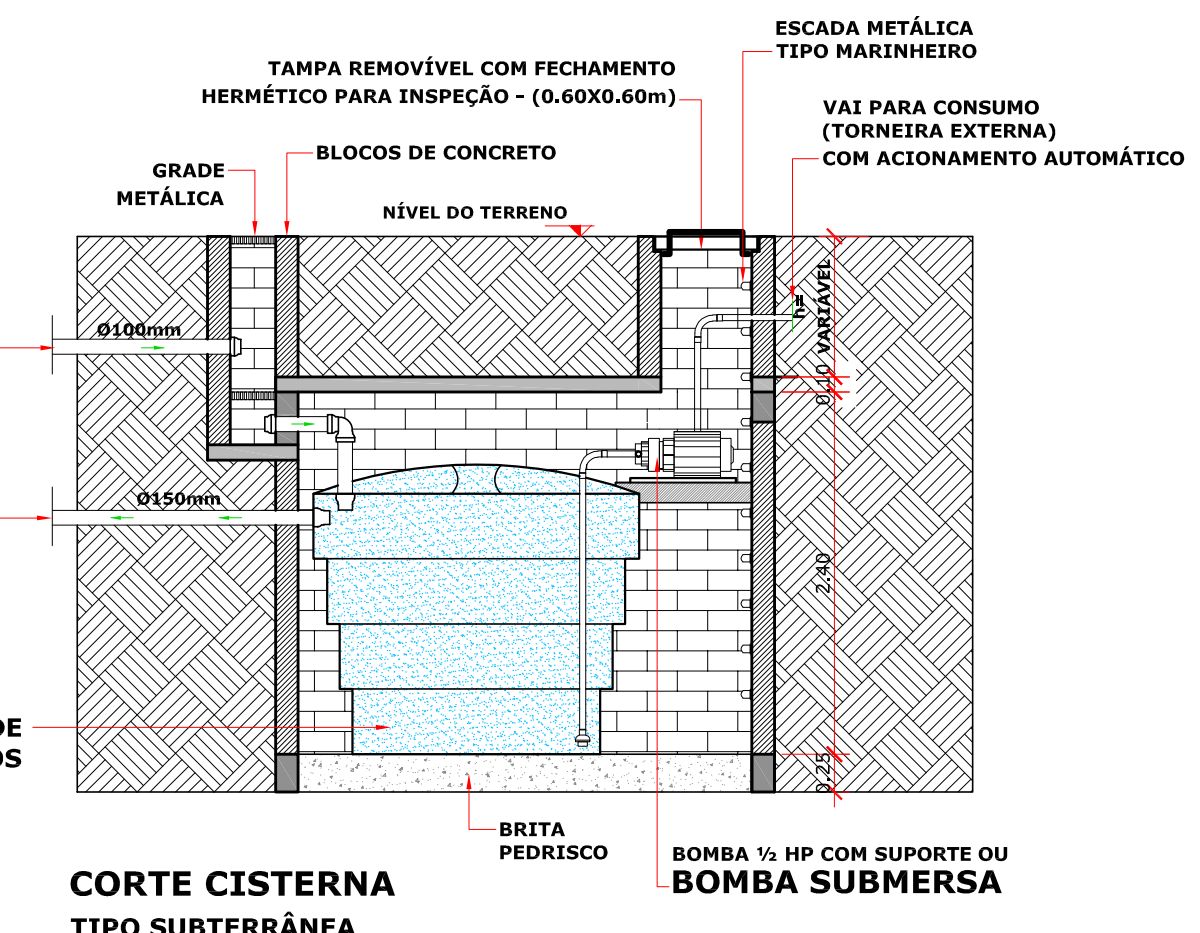 ESCADA METÁLICA
TIPO MARINHEIRO
TAMPA REMOVÍVEL COM FECHAMENTO
HERMÉTICO PARA INSPEÇÃO - (0.60X0.60m)
VAI PARA CONSUMO
(TORNEIRA EXTERNA)
COM ACIONAMENTO AUTOMÁTICO
BLOCOS DE CONCRETO
GRADE
METÁLICA
NÍVEL DO TERRENO
h=
VARIÁVEL
Ø100mm
0.10
Ø150mm
2.40
DE
OS
0.25
BRITA
PEDRISCO
BOMBA ½ HP COM SUPORTE OU
BOMBA SUBMERSA
CORTE CISTERNA
TIPO SUBTERRÂNEA